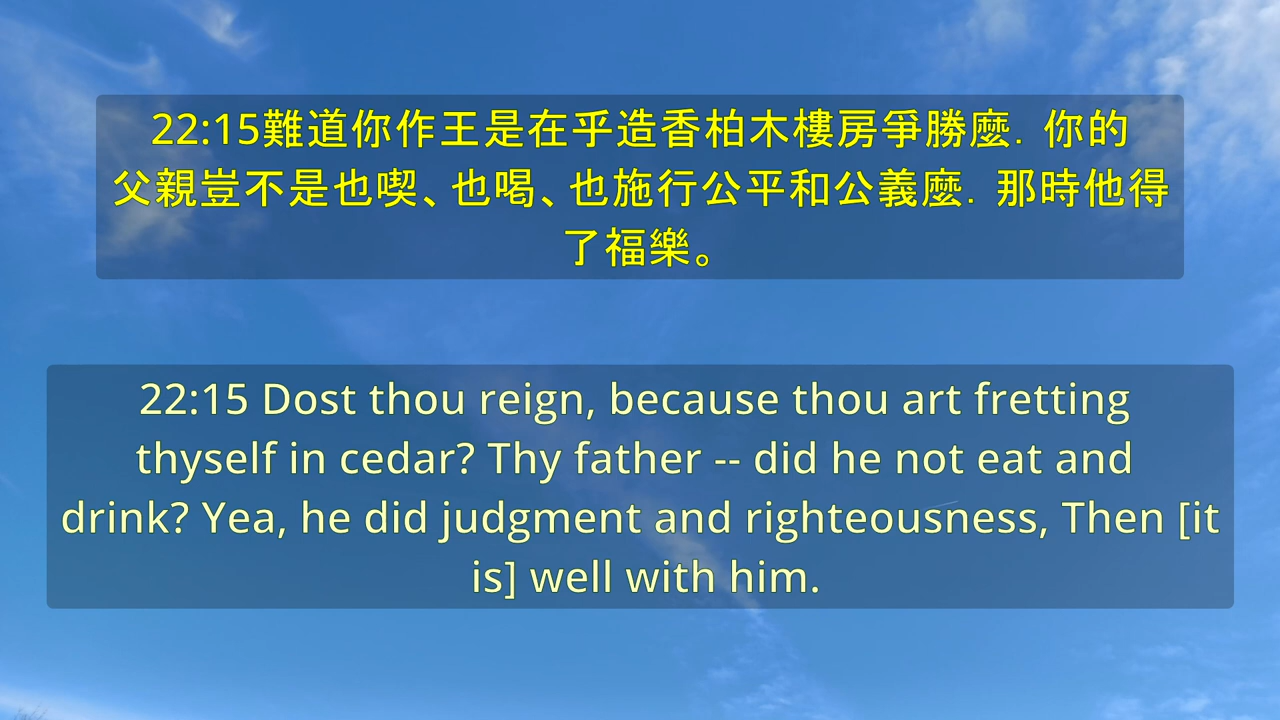 22:15難道你作王是在乎造香柏木樓房爭勝麼．你的
父親豈不是也喫、也喝、也施行公平和公義麼．那時他得
了福樂。
22:15 Dost thou reign, because thou art fretting
thyself in cedar? Thy father -- did he not eat and
drink? Yea, he did judgment and righteousness, Then [it
is] well with him.